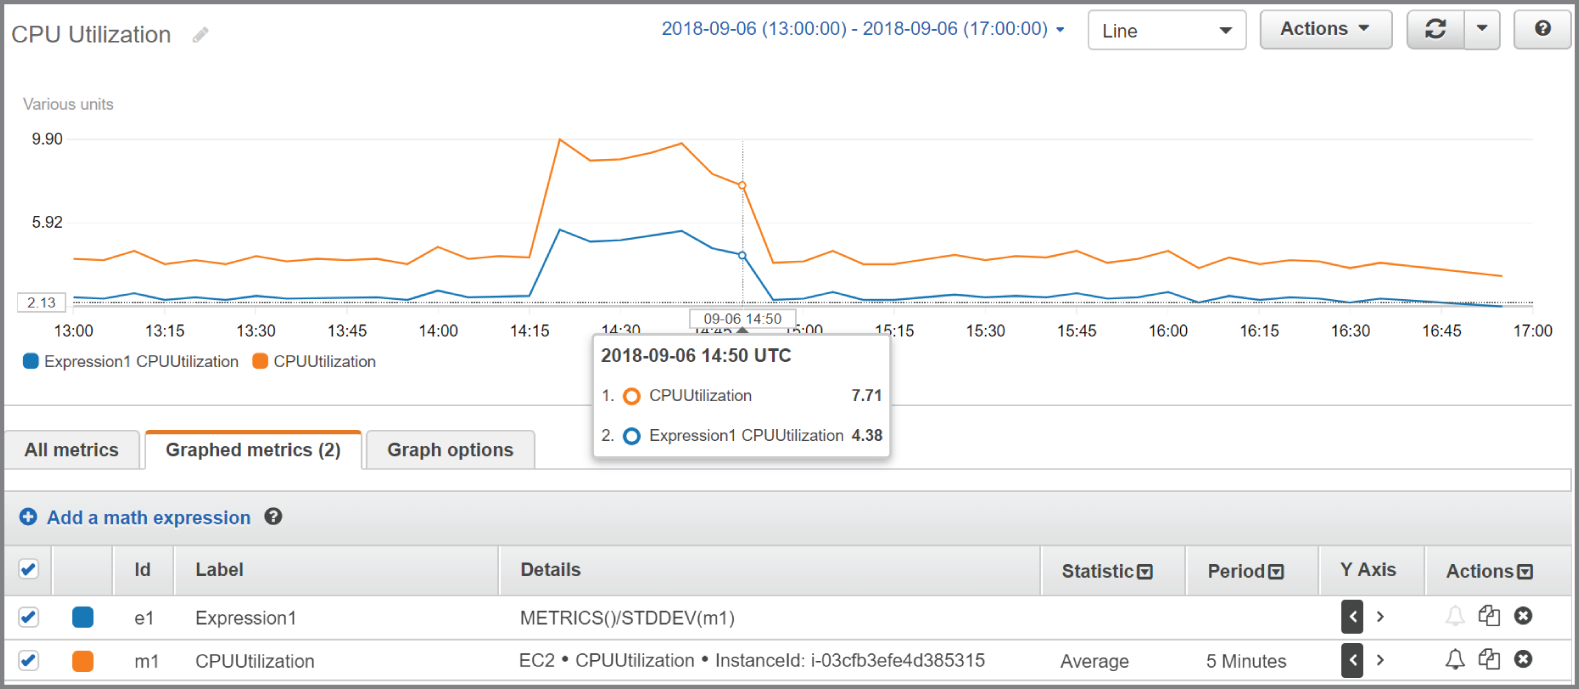 CPU Utilization
2018-09-06 (13:00:00) - 2018-09-06 (17:00:00)
Line
Actions
Various units
9.90
5.92
2.13
09-06 14:50
13:00 13:15 13:30 13:45 14:00 14:15 14:30 14:45 15:00 15:15 15:30 15:45 16:00 16:15 16:30 16:45 17:00
Expression1 CPUUtilization CPUUtilization
2018-09-06 14:50 UTC
1. CPUUtilization 7.71
2. Expression1 CPUUtilization 4.38
All metrics Graphed metrics (2) Graph options
Add a math expression
Id Label Details Statistic Period Y Axis Actions
e1 Expression1 METRICS()/STDDEV(m1)
m1 CPUUtilization EC2 • CPUUtilization • InstanceId: i-03cfb3efe4d385315 Average 5 Minutes